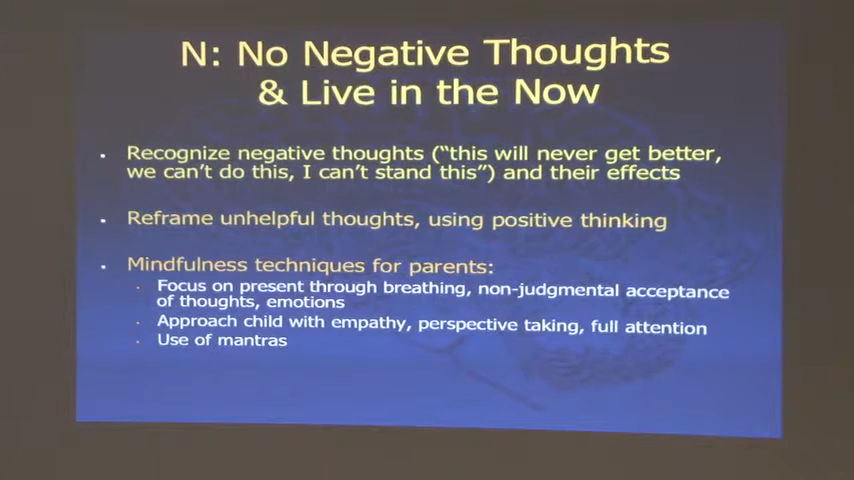 N: No Negative Thoughts
& Live in the Now
Recognize negative thoughts (“this will never get better,
we can’t do this, I can’t stand this”) and their effects
Reframe unhelpful thoughts, using positive thinking
Mindfulness techniques for parents:
Focus on present through breathing, non-judgmental acceptance
of thoughts, emotions
Approach child with empathy, perspective taking, full attention
Use of mantras